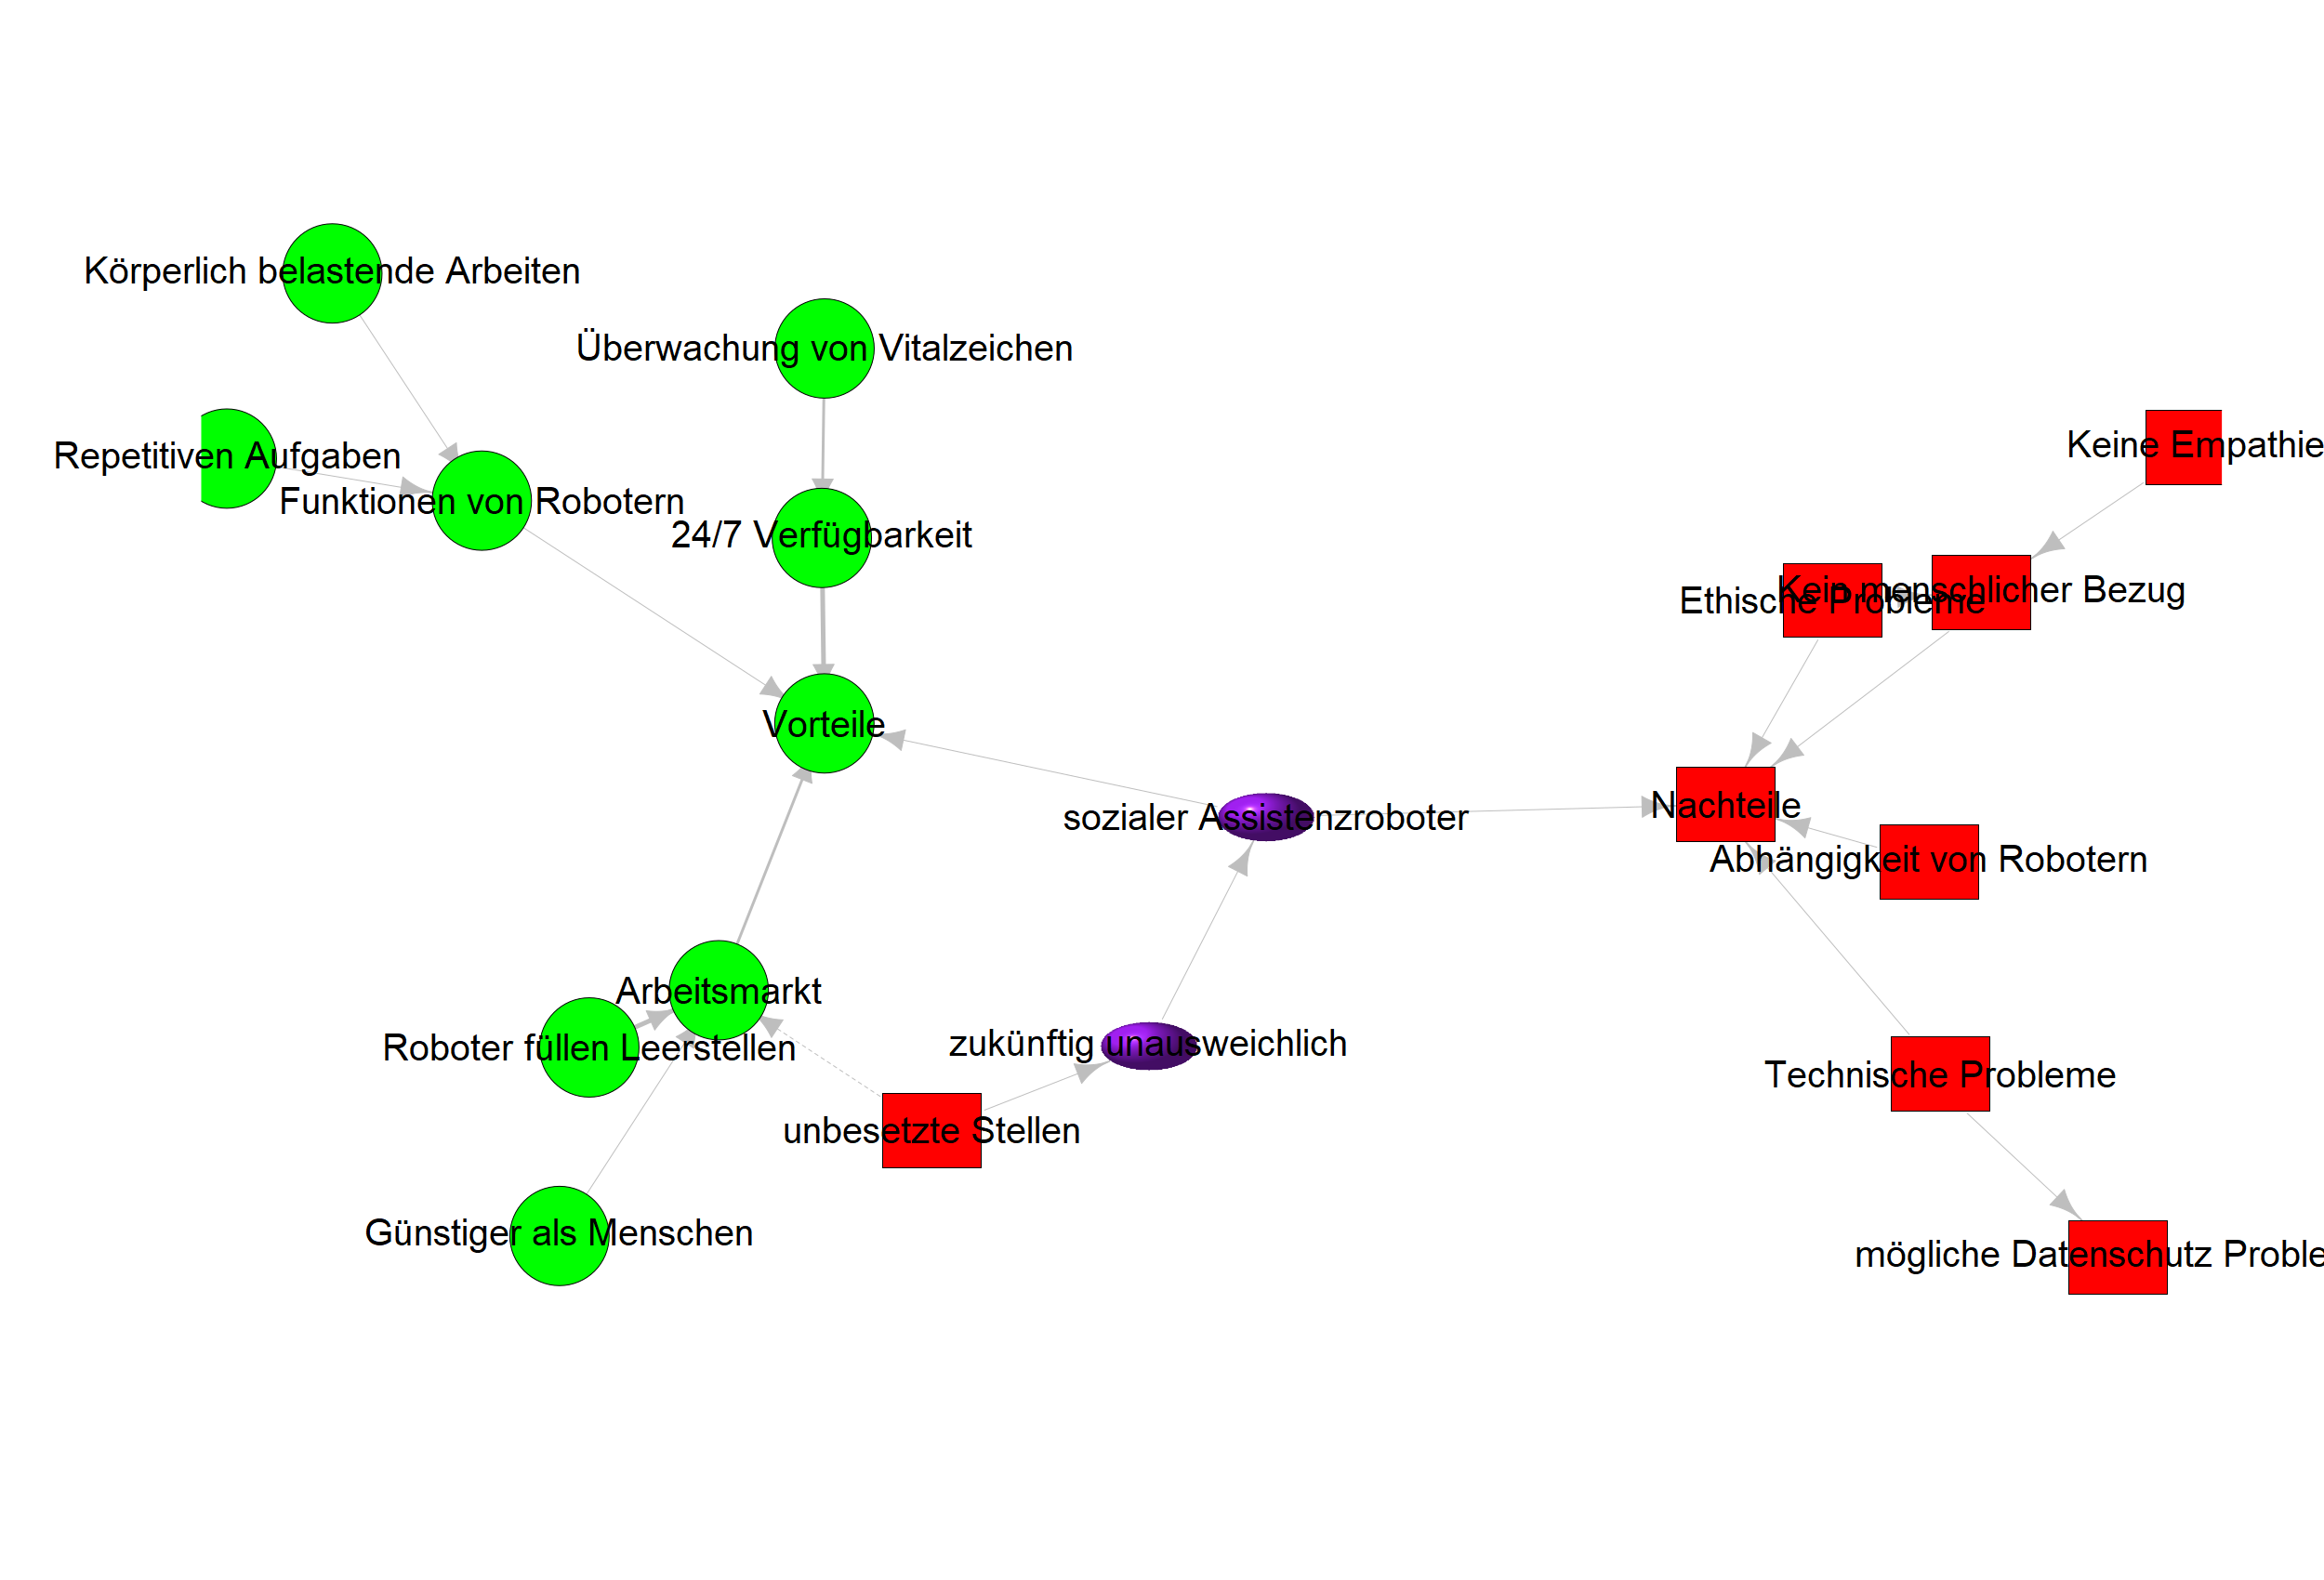 Körperlich belastende Arbeiten
Überwachung von Vitalzeichen
Keine Empathie
Repetitiven Aufgaben
Funktionen von Robotern
24/7 Verfügbarkeit
Kein menschlicher Bezug
Ethische Probleme
Vorteile
Nachteile
sozialer Assistenzroboter
Abhängigkeit von Robotern
Arbeitsmarkt
zukünftig unausweichlich
Roboter füllen Leerstellen
Technische Probleme
unbesetzte Stellen
Günstiger als Menschen
mögliche Datenschutz Proble